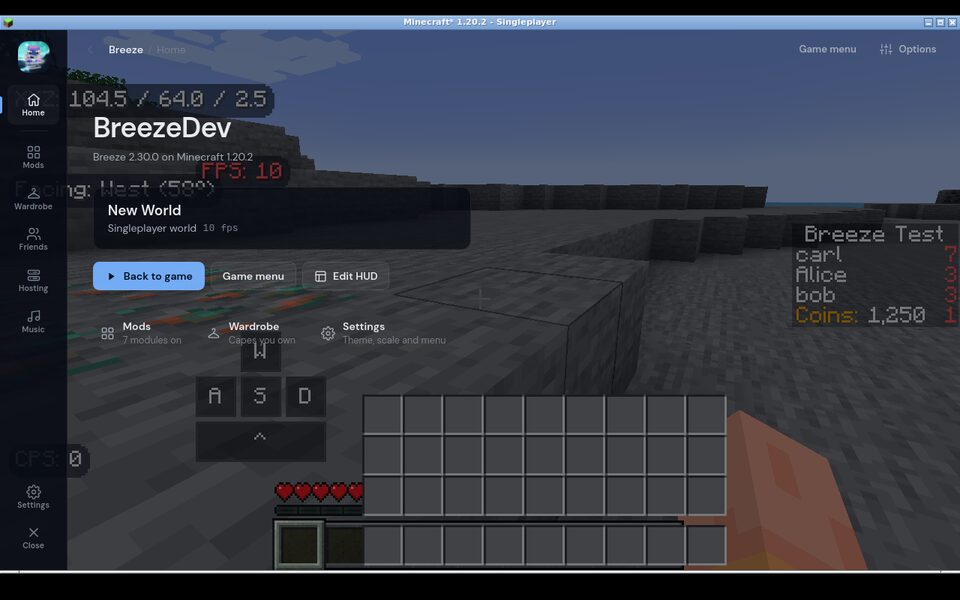 Minecraft* 1.20.2 - Singleplayer
Breeze / Home
Game menu
Options
Home
Mods
Wardrobe
Friends
Hosting
Music
Settings
Close
XYZ: 104.5 / 64.0 / 2.5
BreezeDev
Breeze 2.30.0 on Minecraft 1.20.2
FPS: 10
Facing: West (58°)
New World
Singleplayer world 10 fps
Back to game
Game menu
Edit HUD
Mods
7 modules on
Wardrobe
Capes you own
Settings
Theme, scale and menu
W
A S D
^
CPS: 0
Breeze Test
carl 7
Alice 3
bob 3
Coins: 1,250 1